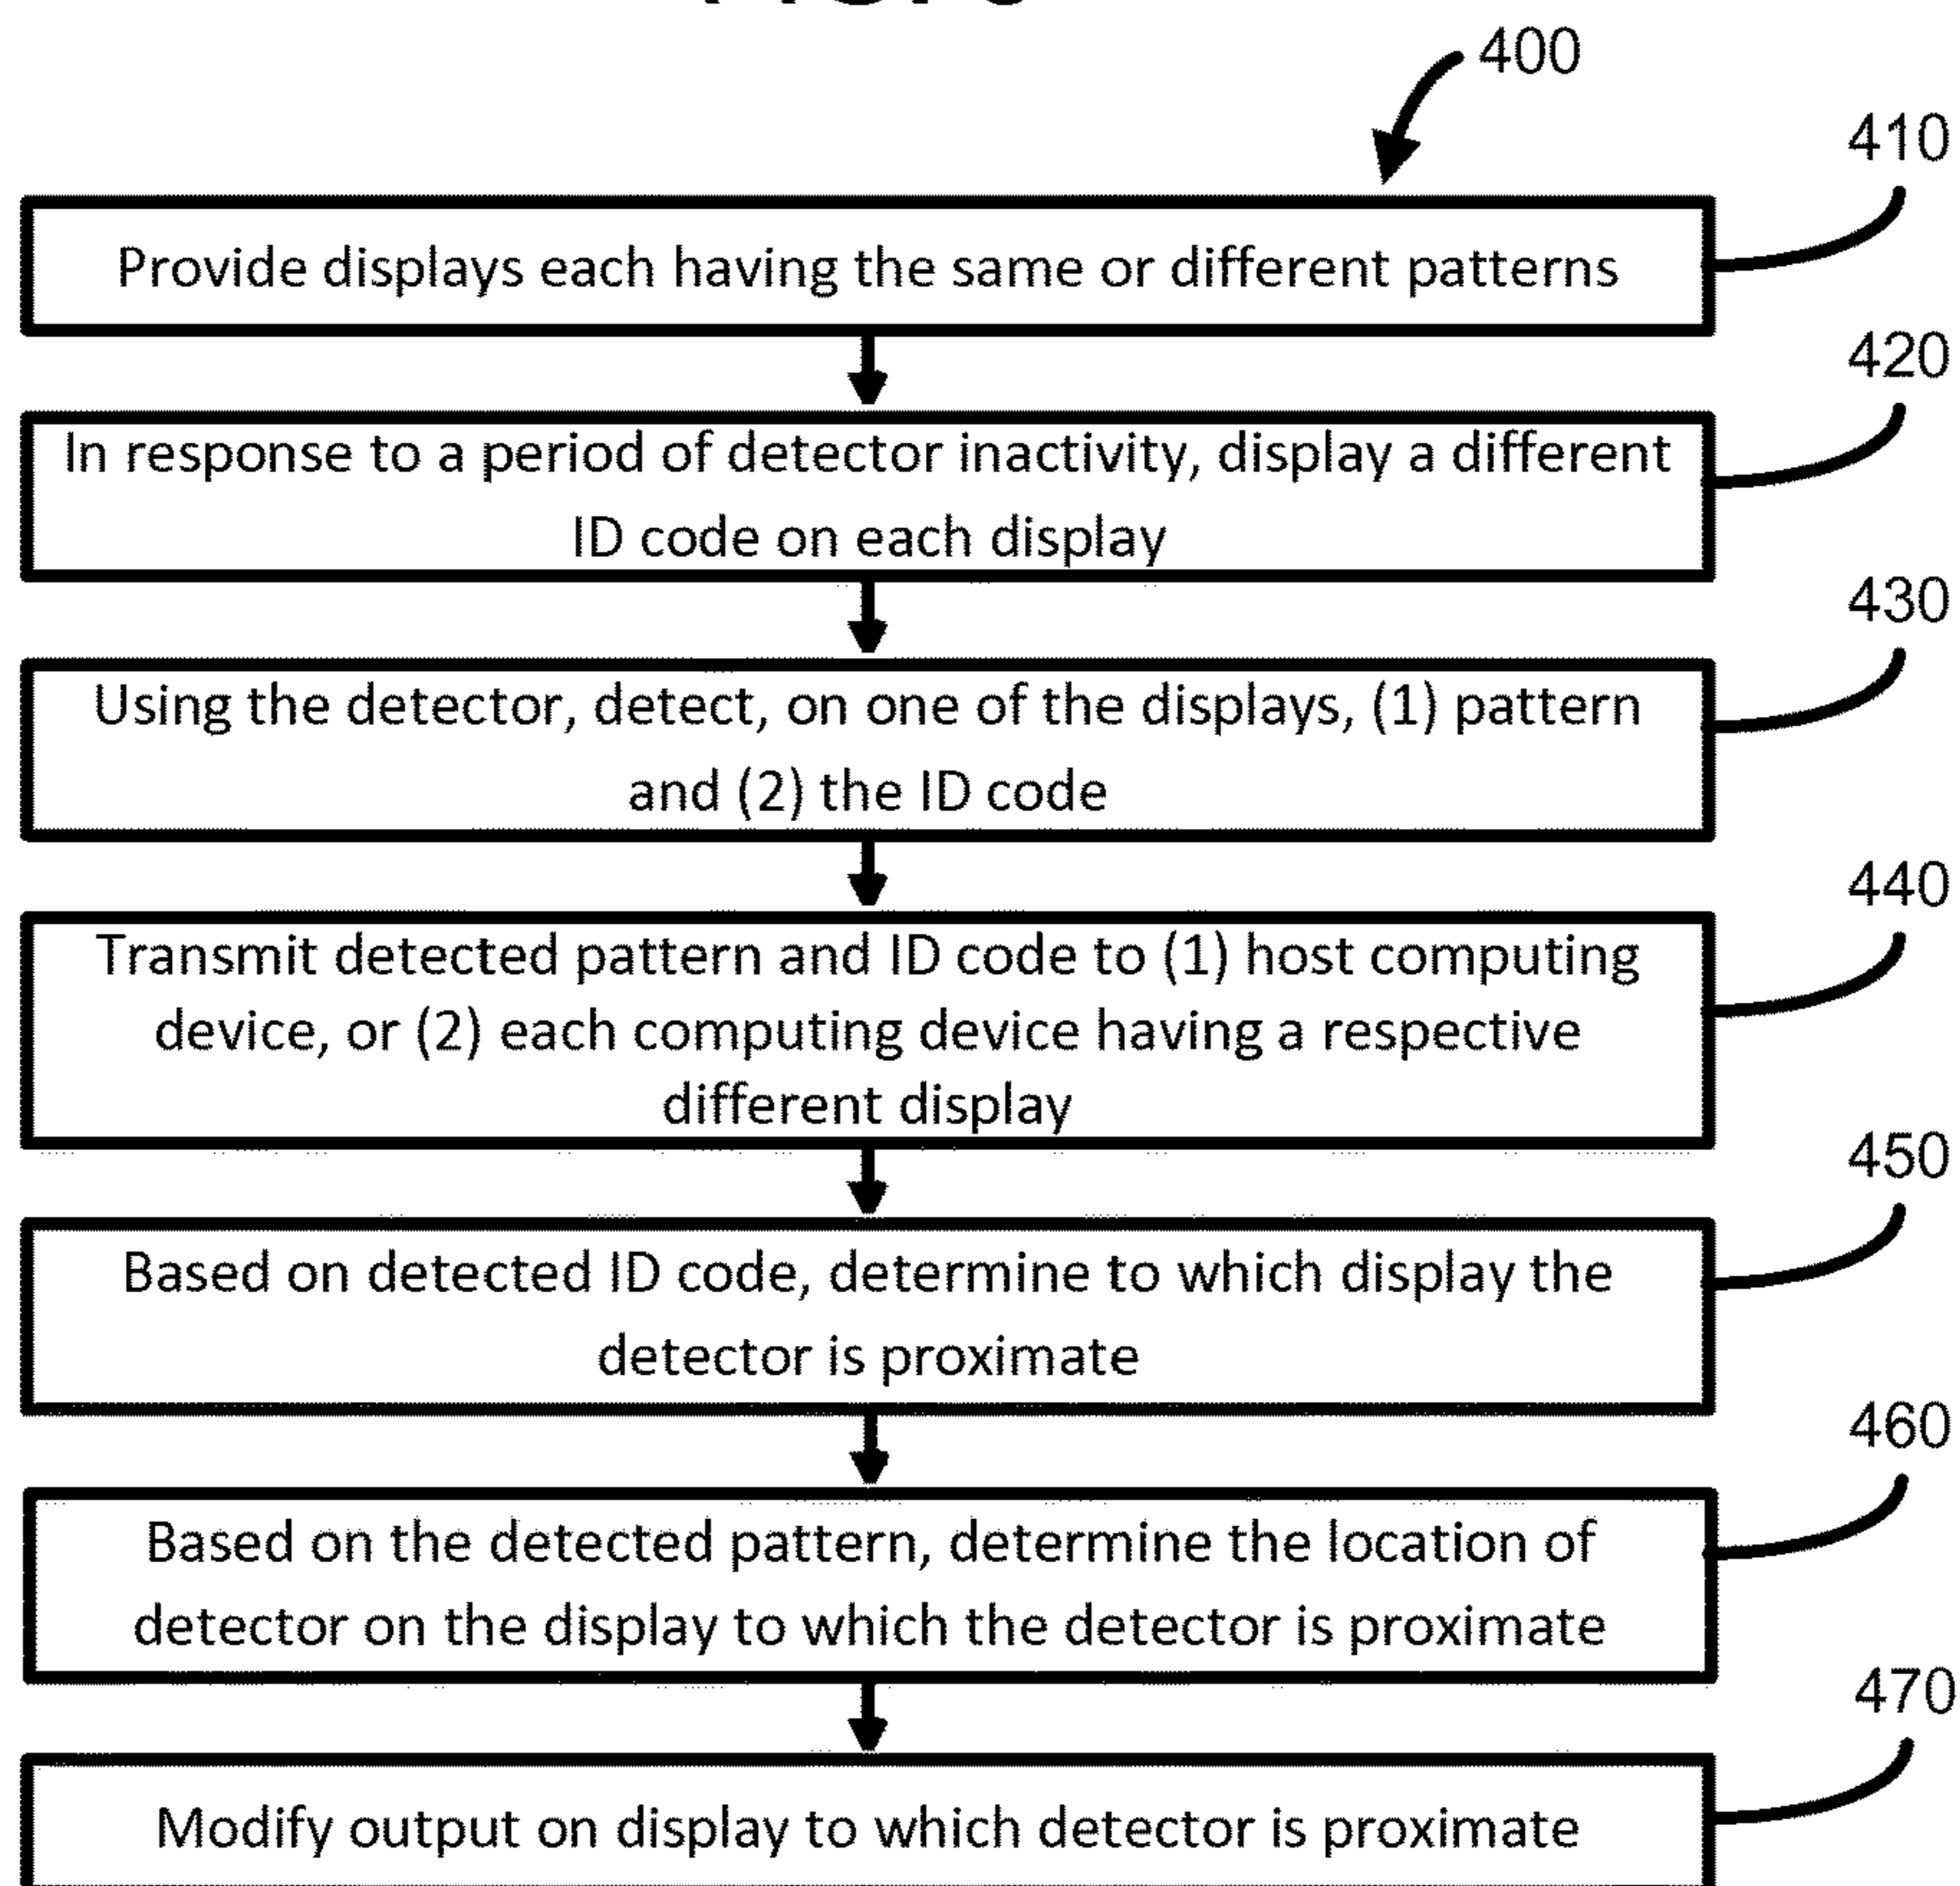 400
410
Provide displays each having the same or different patterns
420
In response to a period of detector inactivity, display a different
ID code on each display
430
Using the detector, detect, on one of the displays, (1) pattern
and (2) the ID code
440
Transmit detected pattern and ID code to (1) host computing
device, or (2) each computing device having a respective
different display
450
Based on detected ID code, determine to which display the
detector is proximate
460
Based on the detected pattern, determine the location of
detector on the display to which the detector is proximate
470
Modify output on display to which detector is proximate